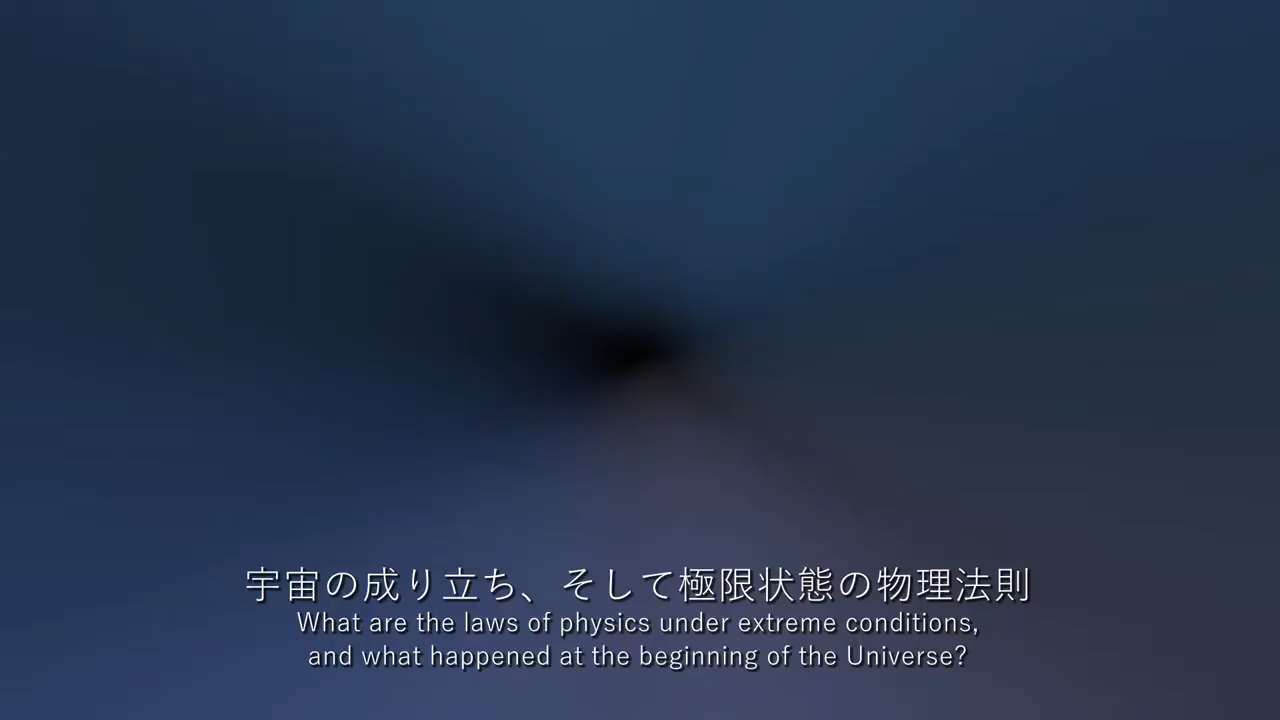 宇宙の成り立ち、そして極限状態の物理法則
What are the laws of physics under extreme conditions,
and what happened at the beginning of the Universe?